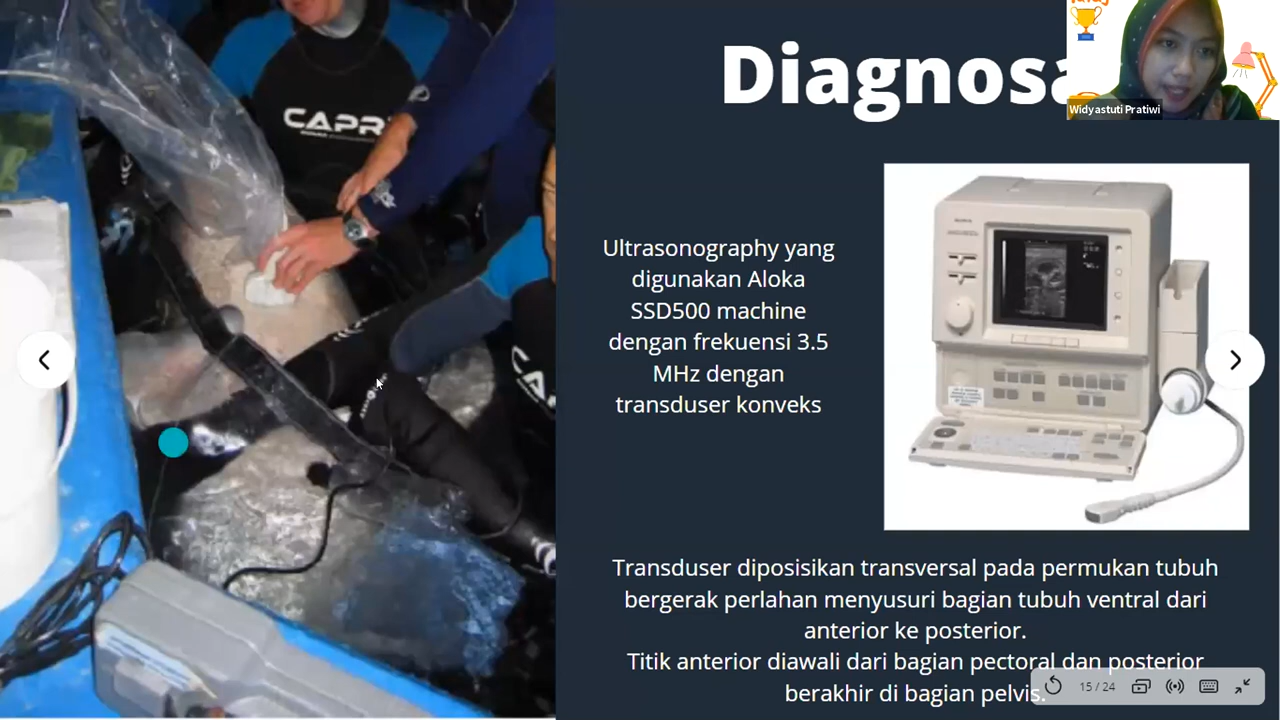 Diagnosa
Widyastuti Pratiwi
CAPR
Ultrasonography yang
digunakan Aloka
SSD500 machine
dengan frekuensi 3.5
MHz dengan
transduser konveks
Transduser diposisikan transversal pada permukan tubuh
bergerak perlahan menyusuri bagian tubuh ventral dari
anterior ke posterior.
Titik anterior diawali dari bagian pectoral dan posterior
berakhir di bagian pelvis.
15 / 24